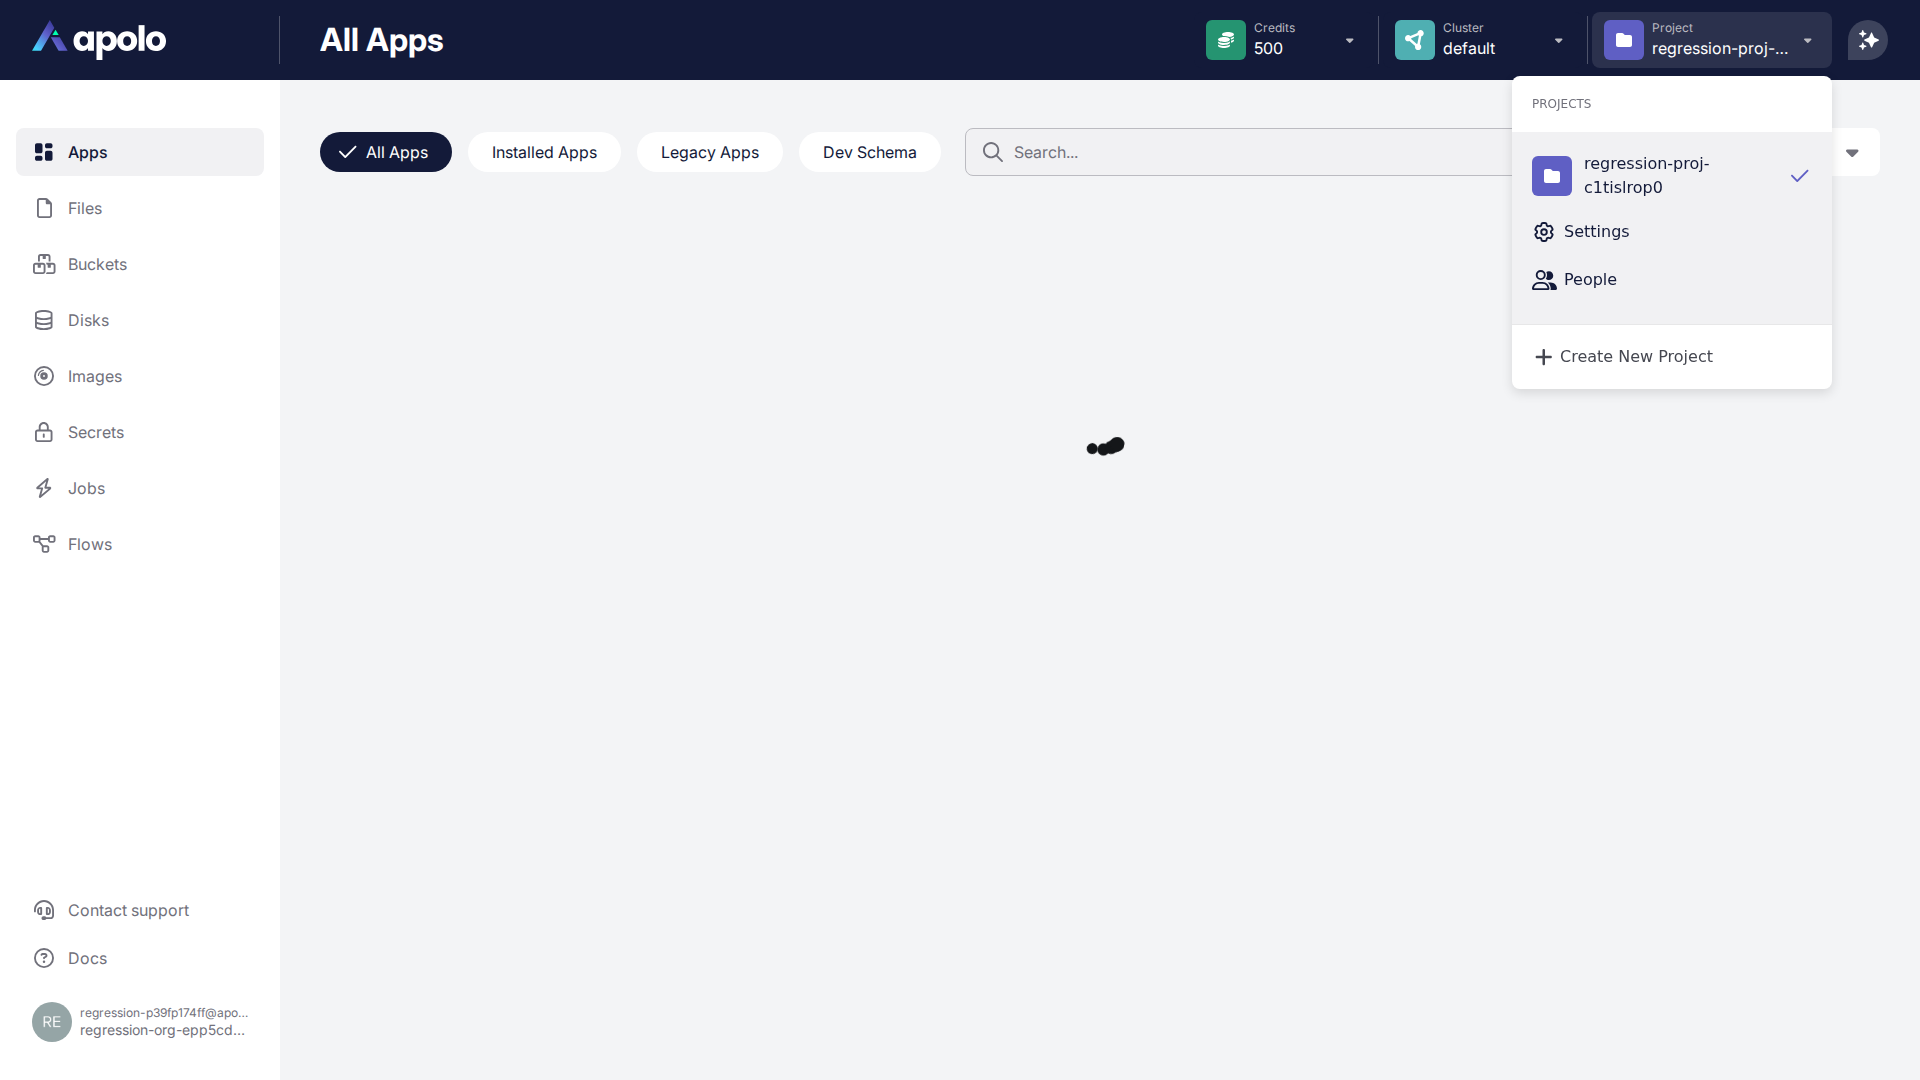 apolo
All Apps
Credits
500
Cluster
default
Project
regression-proj-...
PROJECTS
regression-proj-
c1tislrop0
Settings
People
Create New Project
All Apps
Installed Apps
Legacy Apps
Dev Schema
Search...
Apps
Files
Buckets
Disks
Images
Secrets
Jobs
Flows
Contact support
Docs
RE
regression-p39fp174ff@apo...
regression-org-epp5cd...